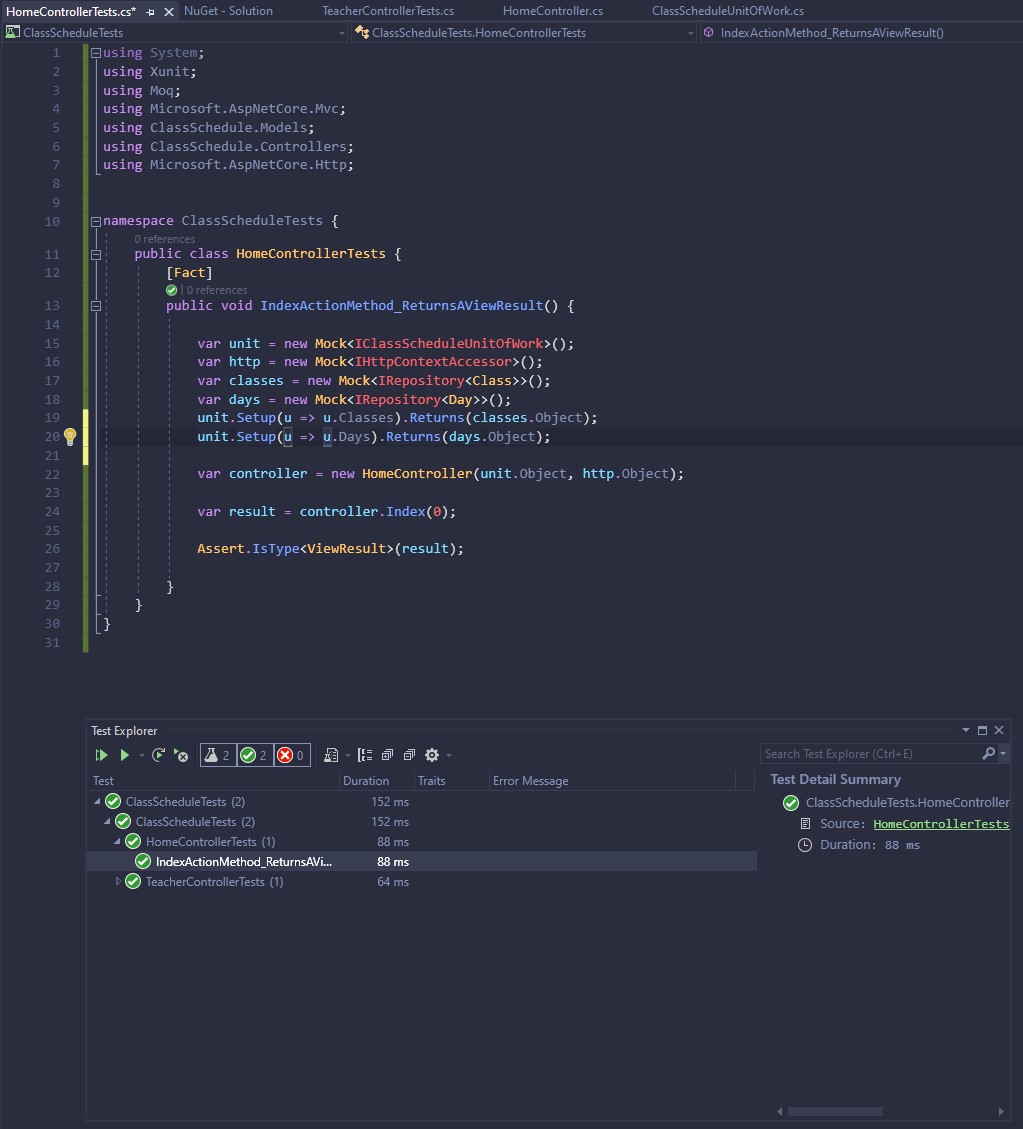 HomeControllerTests.cs*
NuGet - Solution
TeacherControllerTests.cs
HomeController.cs
ClassScheduleUnitOfWork.cs
ClassScheduleTests
ClassScheduleTests.HomeControllerTests
IndexActionMethod_ReturnsAViewResult()
1 using System;
2 using Xunit;
3 using Moq;
4 using Microsoft.AspNetCore.Mvc;
5 using ClassSchedule.Models;
6 using ClassSchedule.Controllers;
7 using Microsoft.AspNetCore.Http;
8
9
10 namespace ClassScheduleTests {
0 references
11 public class HomeControllerTests {
12 [Fact]
| 0 references
13 public void IndexActionMethod_ReturnsAViewResult() {
14
15 var unit = new Mock<IClassScheduleUnitOfWork>();
16 var http = new Mock<IHttpContextAccessor>();
17 var classes = new Mock<IRepository<Class>>();
18 var days = new Mock<IRepository<Day>>();
19 unit.Setup(u => u.Classes).Returns(classes.Object);
20 unit.Setup(u => u.Days).Returns(days.Object);
21
22 var controller = new HomeController(unit.Object, http.Object);
23
24 var result = controller.Index(0);
25
26 Assert.IsType<ViewResult>(result);
27
28 }
29 }
30 }
31
Test Explorer
2 2 0
Search Test Explorer (Ctrl+E)
Test Duration Traits Error Message
ClassScheduleTests (2) 152 ms
ClassScheduleTests (2) 152 ms
HomeControllerTests (1) 88 ms
IndexActionMethod_ReturnsAVi... 88 ms
TeacherControllerTests (1) 64 ms
Test Detail Summary
ClassScheduleTests.HomeController
Source: HomeControllerTests
Duration: 88 ms